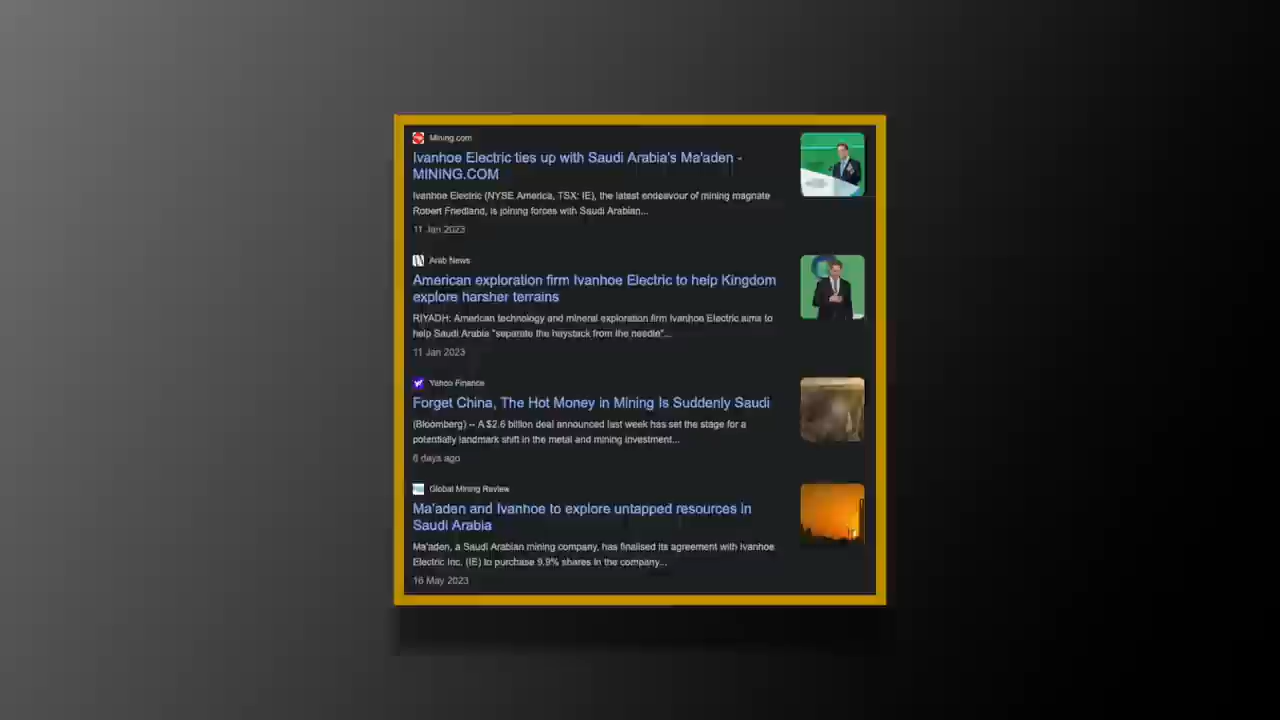 Mining.com
Ivanhoe Electric ties up with Saudi Arabia's Ma'aden -
MINING.COM
Ivanhoe Electric (NYSE America, TSX: IE), the latest endeavour of mining magnate
Robert Friedland, is joining forces with Saudi Arabian...
11 Jan 2023
Arab News
American exploration firm Ivanhoe Electric to help Kingdom
explore harsher terrains
RIYADH: American technology and mineral exploration firm Ivanhoe Electric aims to
help Saudi Arabia "separate the haystack from the needle"...
11 Jan 2023
Yahoo Finance
Forget China, The Hot Money in Mining Is Suddenly Saudi
(Bloomberg) -- A $2.6 billion deal announced last week has set the stage for a
potentially landmark shift in the metal and mining investment...
6 days ago
Global Mining Review
Ma'aden and Ivanhoe to explore untapped resources in
Saudi Arabia
Ma'aden, a Saudi Arabian mining company, has finalised its agreement with Ivanhoe
Electric Inc. (IE) to purchase 9.9% shares in the company...
16 May 2023